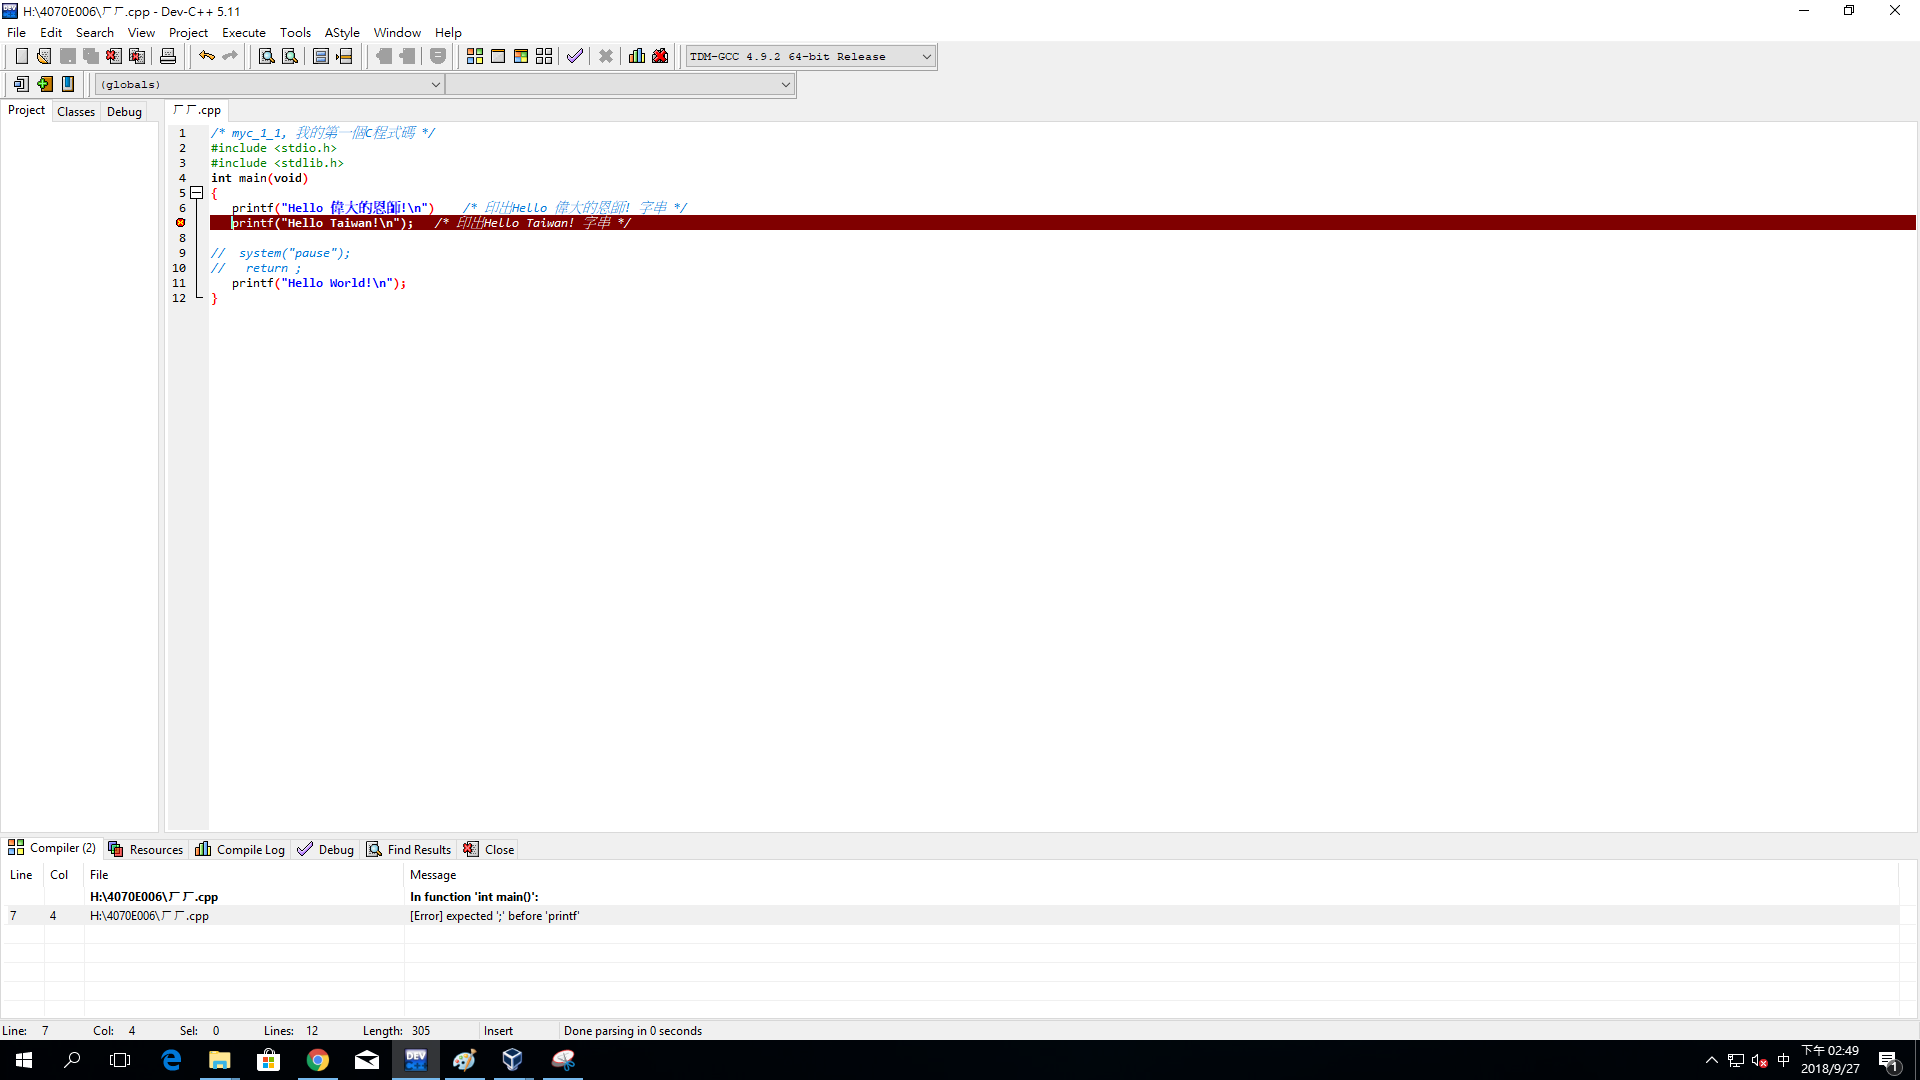 H:\4070E006\ㄏㄏ.cpp - Dev-C++ 5.11
File Edit Search View Project Execute Tools AStyle Window Help
TDM-GCC 4.9.2 64-bit Release
(globals)
Project Classes Debug ㄏㄏ.cpp
1 /* myc_1_1, 我的第一個C程式碼 */
2 #include <stdio.h>
3 #include <stdlib.h>
4 int main(void)
5 {
6 printf("Hello 偉大的恩師!\n") /* 印出Hello 偉大的恩師! 字串 */
printf("Hello Taiwan!\n"); /* 印出Hello Taiwan! 字串 */
8
9 // system("pause");
10 // return ;
11 printf("Hello World!\n");
12 }
Compiler (2) Resources Compile Log Debug Find Results Close
Line Col File Message
H:\4070E006\ㄏㄏ.cpp In function 'int main()':
7 4 H:\4070E006\ㄏㄏ.cpp [Error] expected ';' before 'printf'
Line: 7 Col: 4 Sel: 0 Lines: 12 Length: 305 Insert Done parsing in 0 seconds
DEV
中
下午 02:49
2018/9/27
1